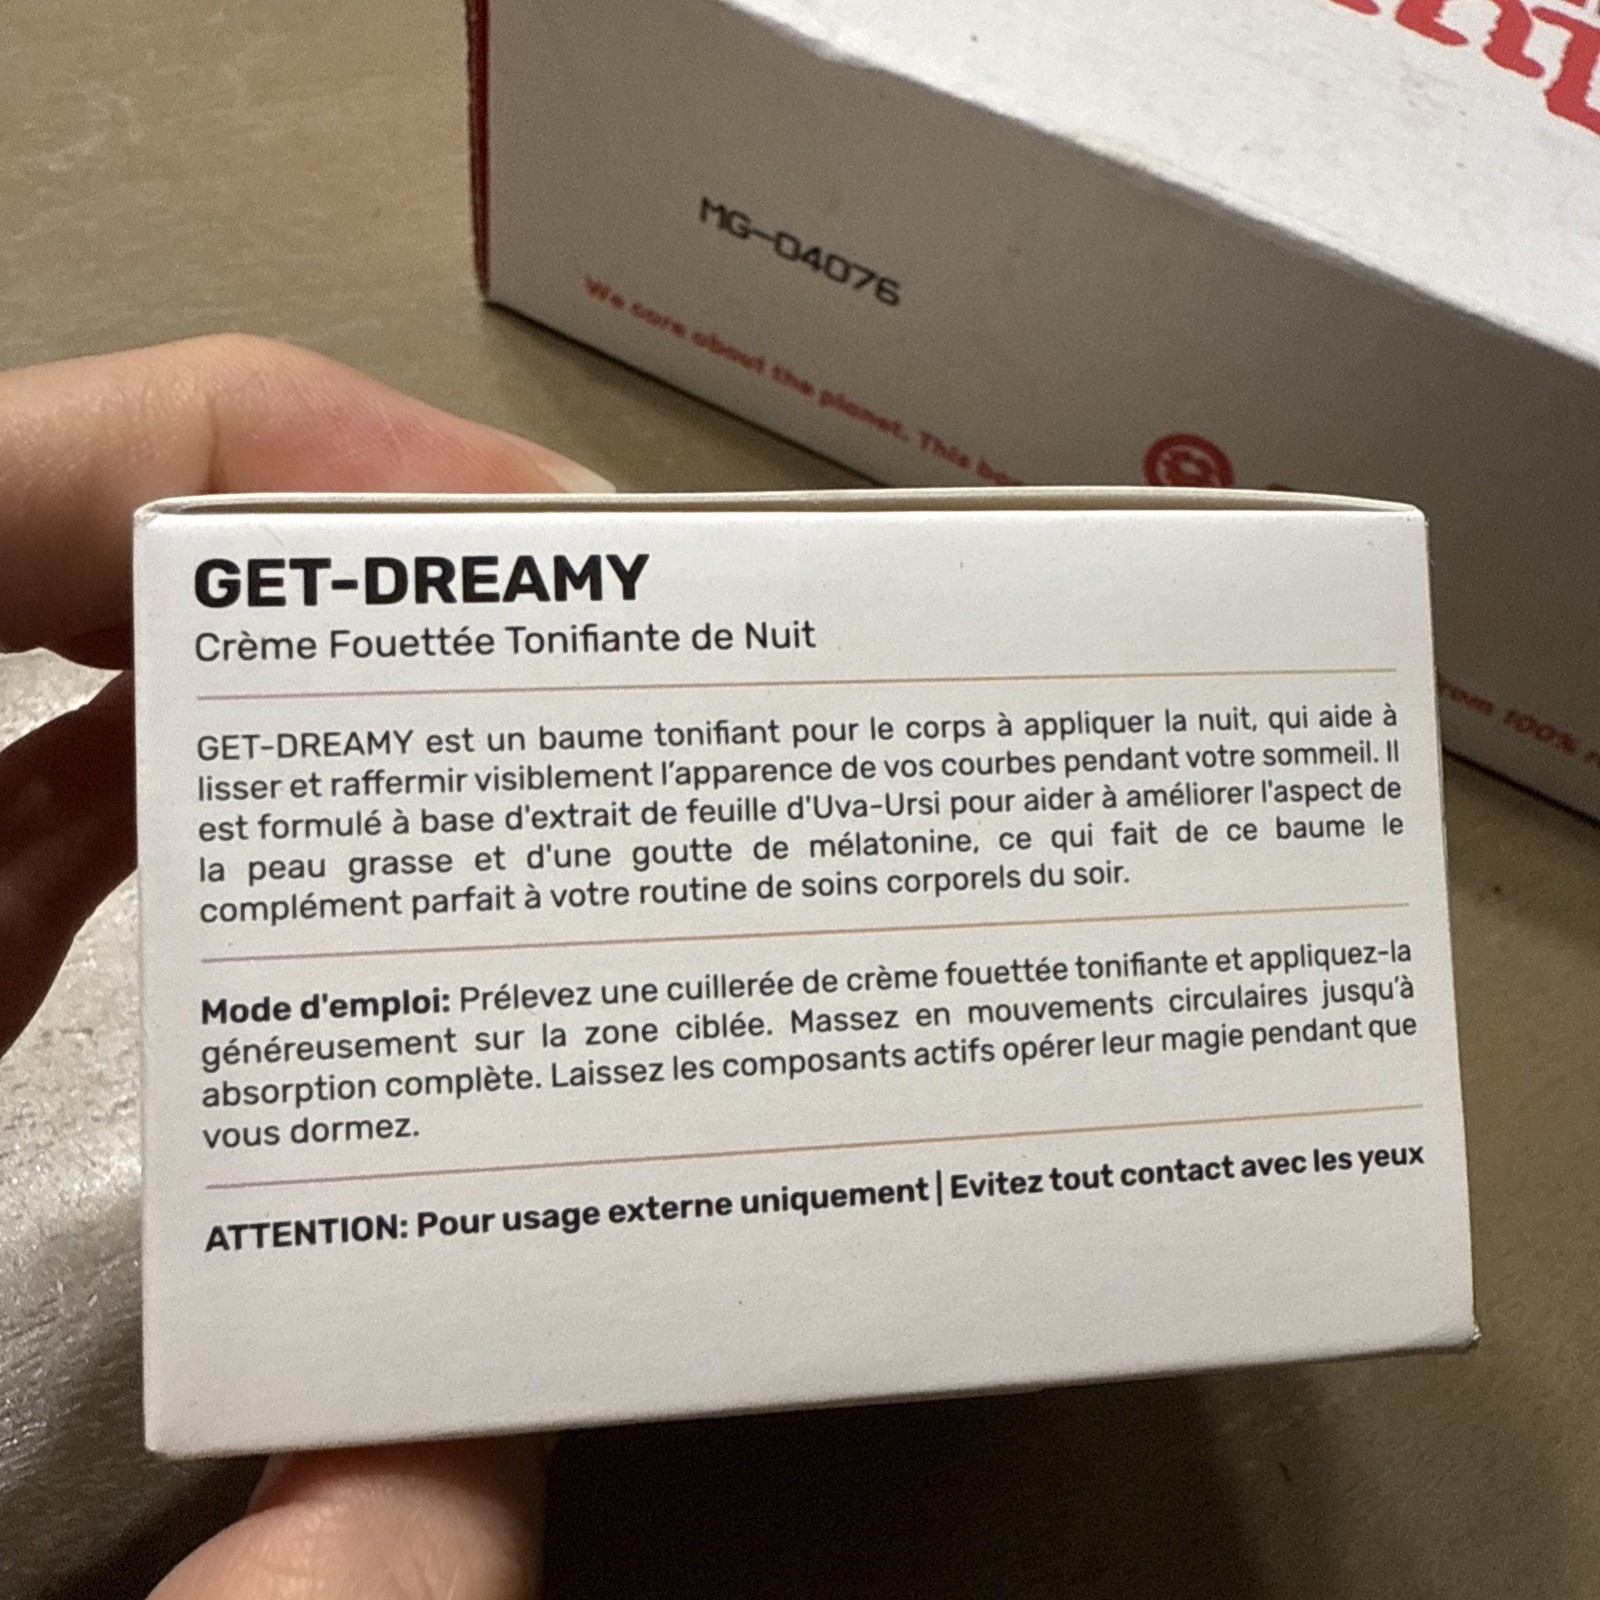 MG-04076
We care about the planet. This
100%
GET-DREAMY
Crème Fouettée Tonifiante de Nuit
GET-DREAMY est un baume tonifiant pour le corps à appliquer la nuit, qui aide à
lisser et raffermir visiblement l’apparence de vos courbes pendant votre sommeil. Il
est formulé à base d'extrait de feuille d'Uva-Ursi pour aider à améliorer l'aspect de
la peau grasse et d'une goutte de mélatonine, ce qui fait de ce baume le
complément parfait à votre routine de soins corporels du soir.
Mode d'emploi: Prélevez une cuillerée de crème fouettée tonifiante et appliquez-la
généreusement sur la zone ciblée. Massez en mouvements circulaires jusqu’à
absorption complète. Laissez les composants actifs opérer leur magie pendant que
vous dormez.
ATTENTION: Pour usage externe uniquement | Evitez tout contact avec les yeux